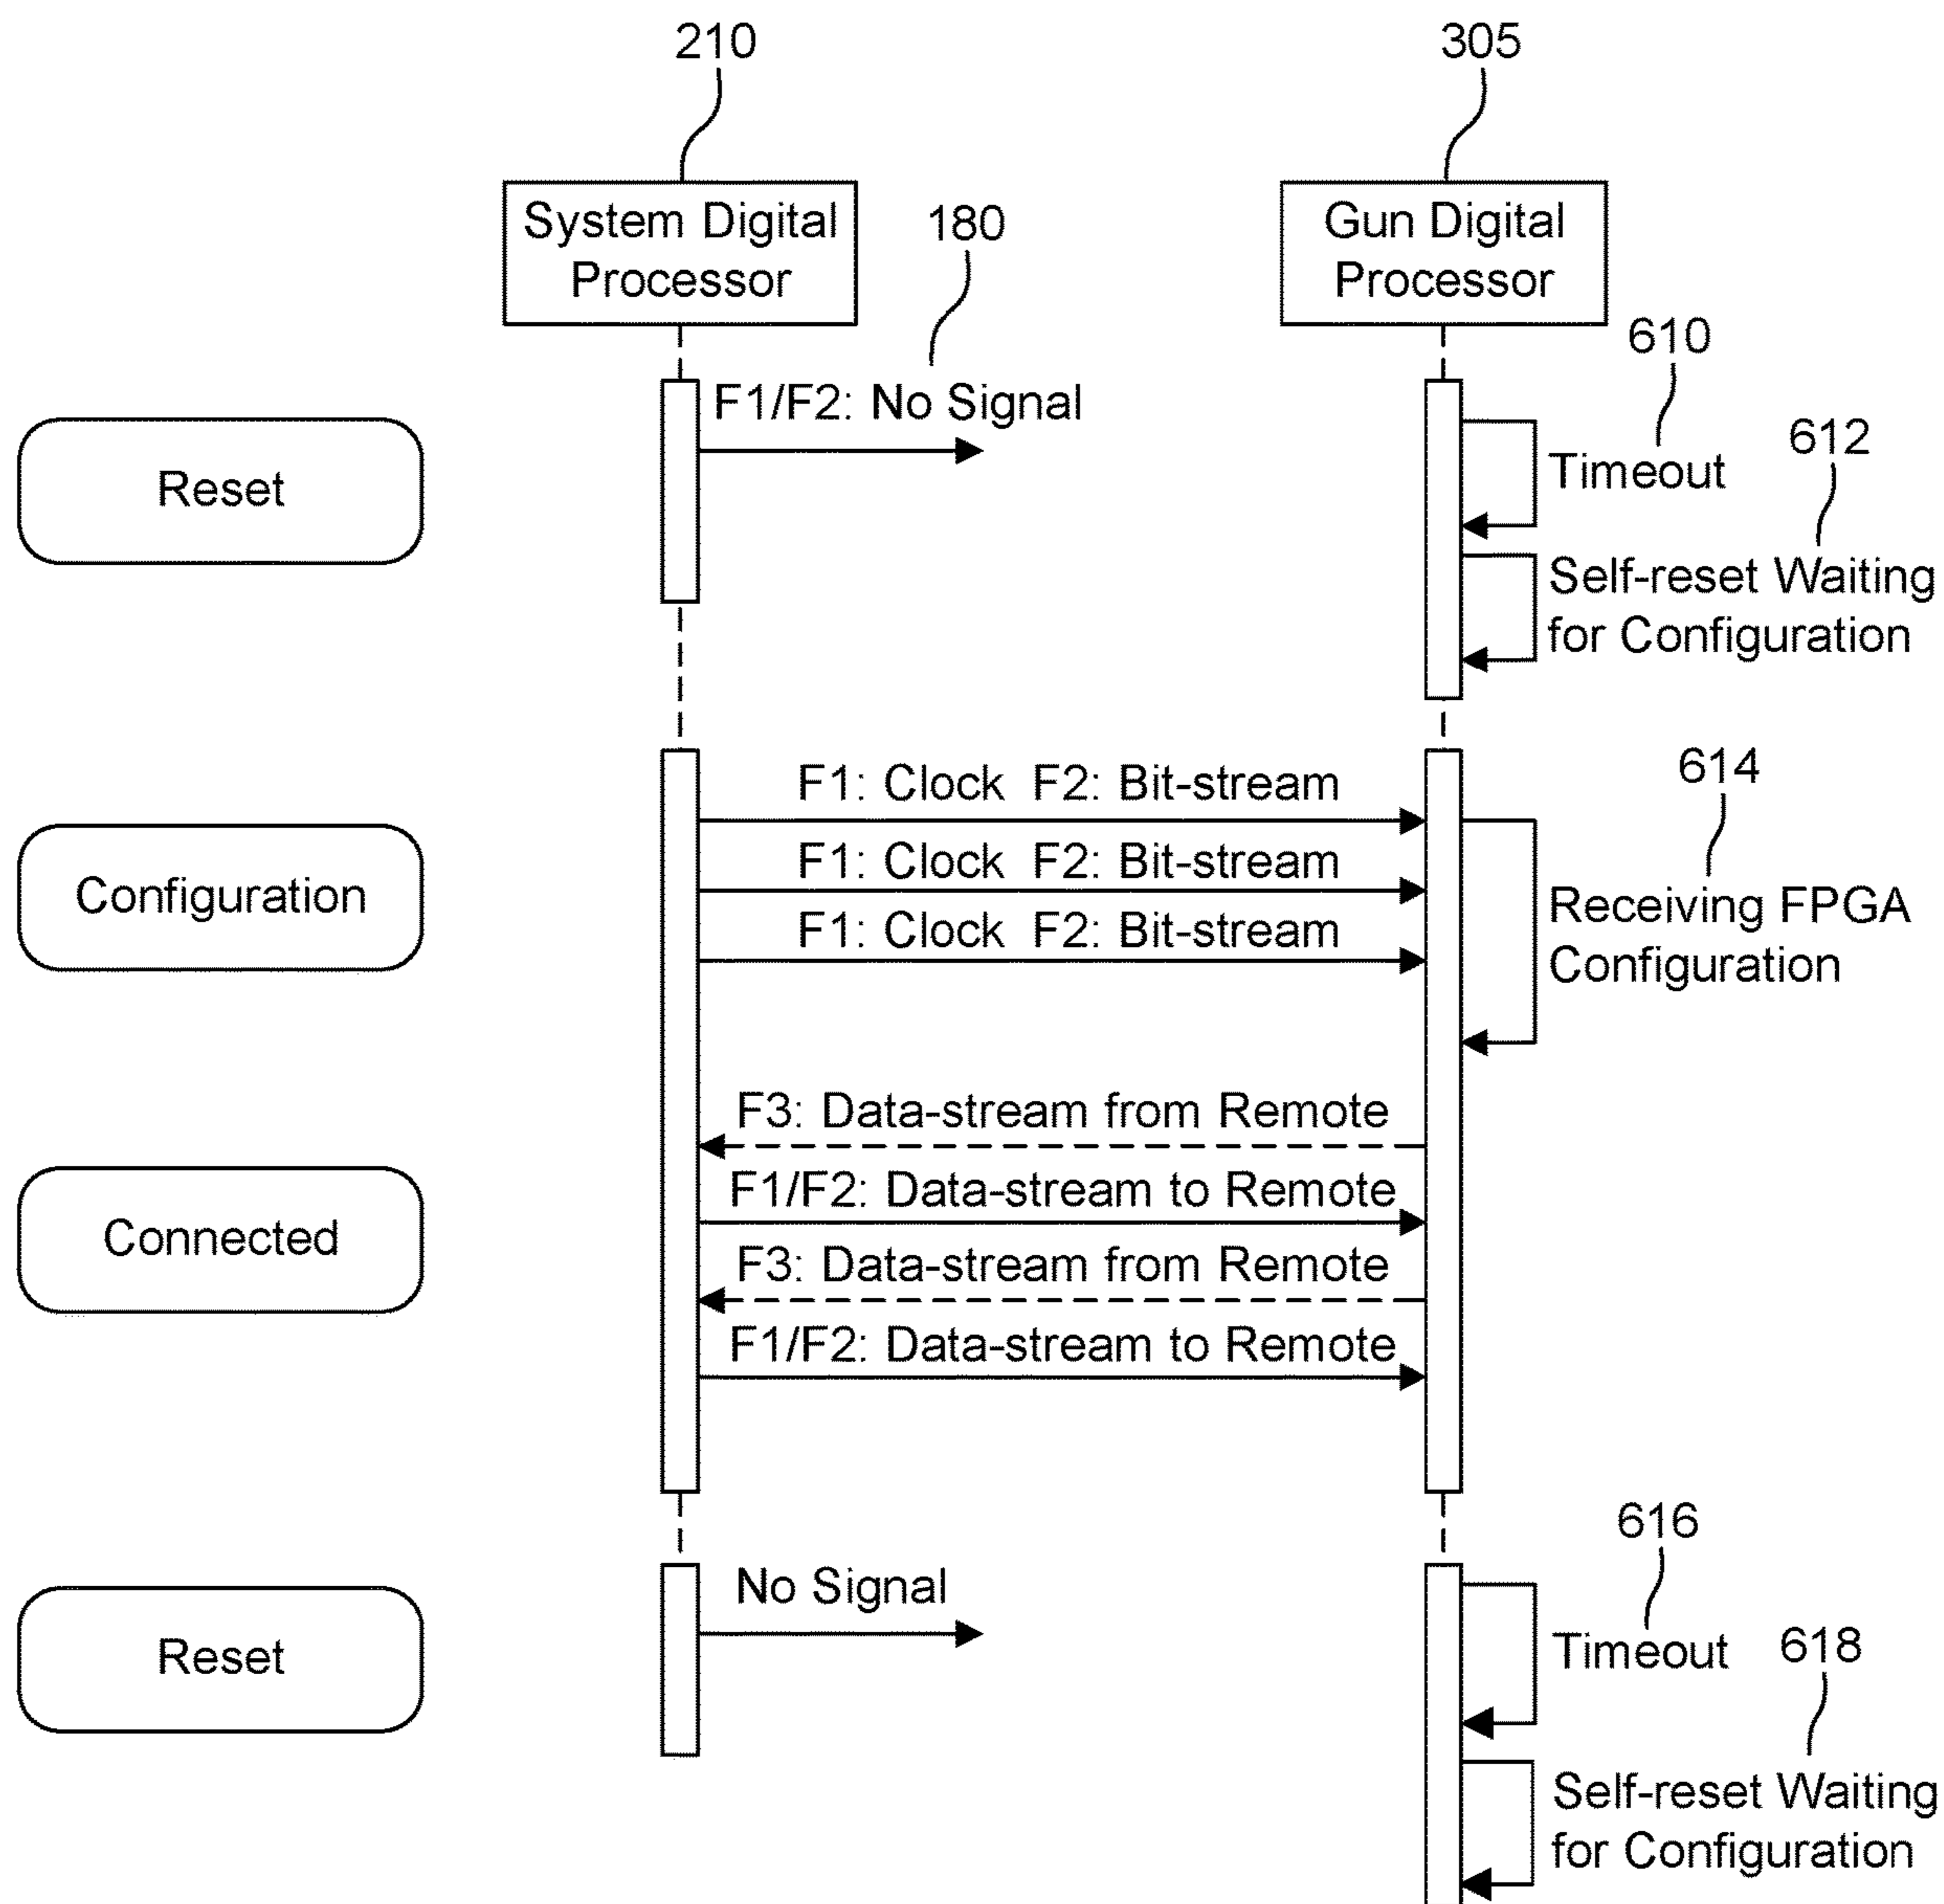 210
305
System Digital
Processor
180
Gun Digital
Processor
610
F1/F2: No Signal
612
Reset
Timeout
Self-reset Waiting
for Configuration
F1: Clock F2: Bit-stream
614
F1: Clock F2: Bit-stream
Configuration
Receiving FPGA
Configuration
F1: Clock F2: Bit-stream
F3: Data-stream from Remote
F1/F2: Data-stream to Remote
Connected
F3: Data-stream from Remote
F1/F2: Data-stream to Remote
616
No Signal
Reset
Timeout
618
Self-reset Waiting
for Configuration